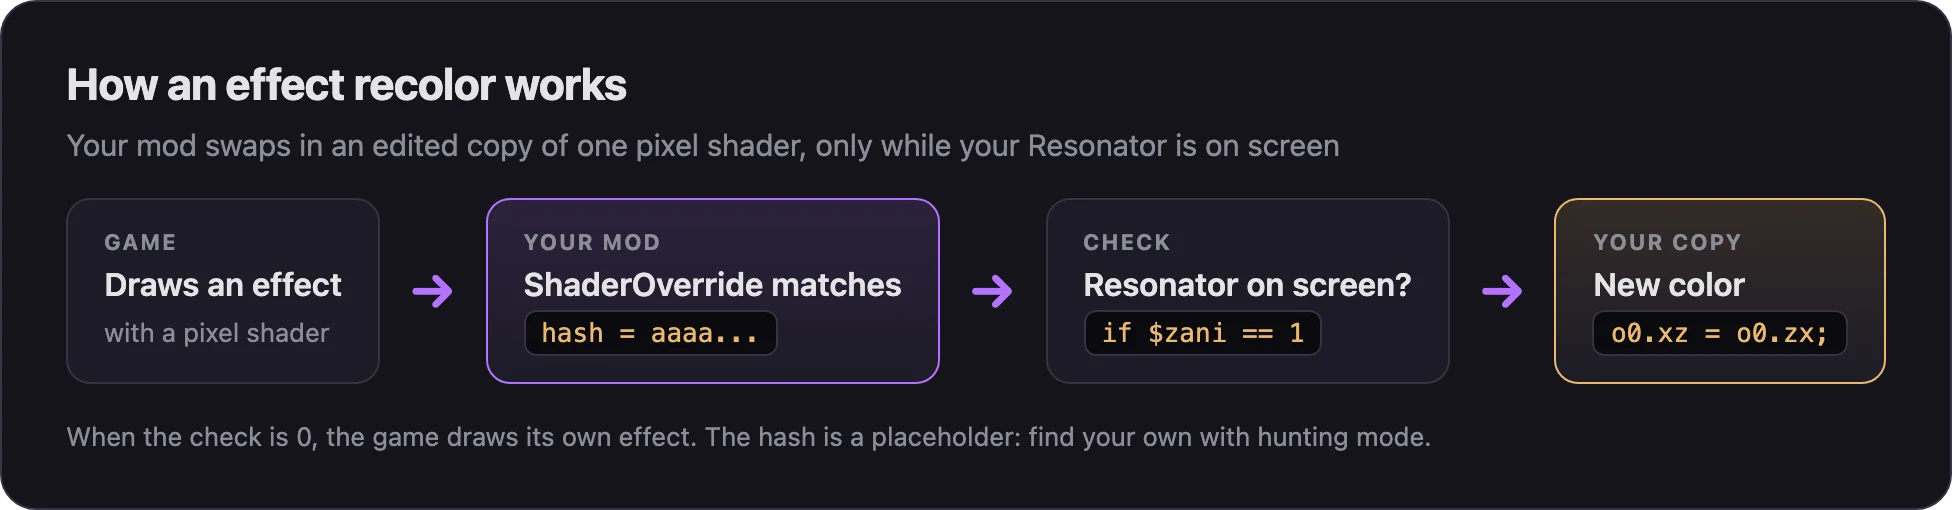 How an effect recolor works
Your mod swaps in an edited copy of one pixel shader, only while your Resonator is on screen
GAME
Draws an effect
with a pixel shader
YOUR MOD
ShaderOverride matches
hash = aaaa...
CHECK
Resonator on screen?
if $zani == 1
YOUR COPY
New color
o0.xz = o0.zx;
When the check is 0, the game draws its own effect. The hash is a placeholder: find your own with hunting mode.